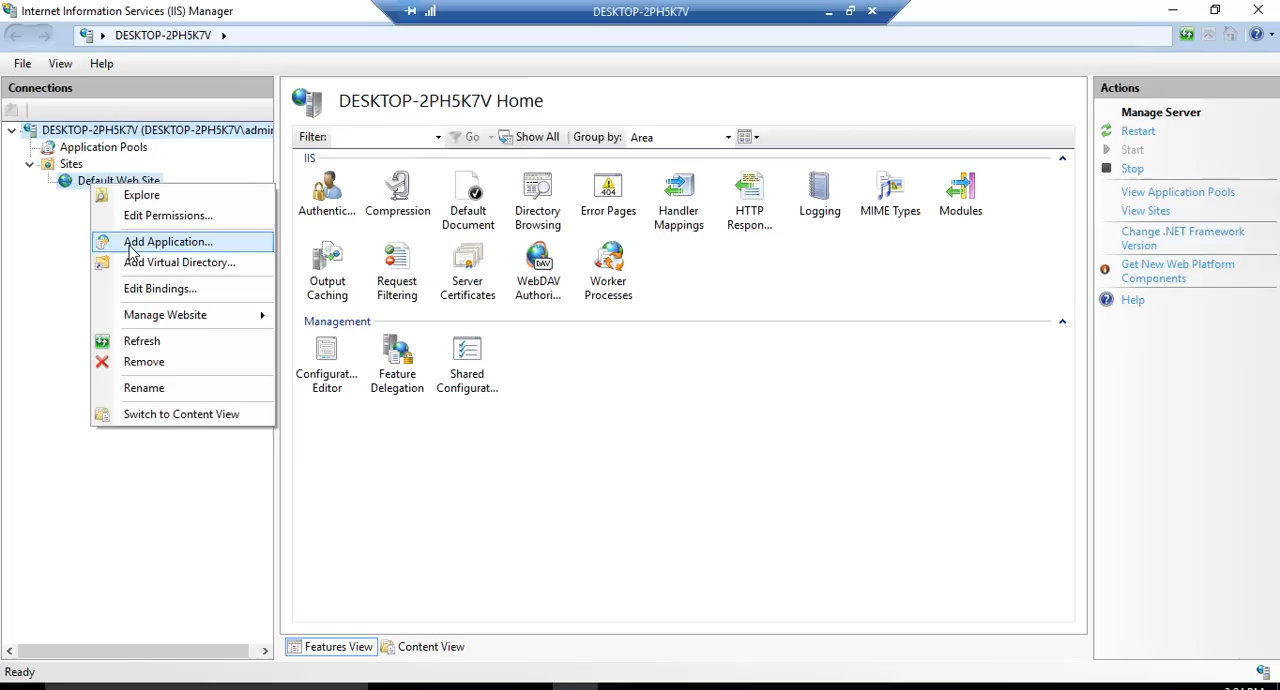 Internet Information Services (IIS) Manager
DESKTOP-2PH5K7V
DESKTOP-2PH5K7V
File View Help
Connections
DESKTOP-2PH5K7V (DESKTOP-2PH5K7V\admin
Application Pools
Sites
Default Web Site
Explore
Edit Permissions...
Add Application...
Add Virtual Directory...
Edit Bindings...
Manage Website
Refresh
Remove
Rename
Switch to Content View
DESKTOP-2PH5K7V Home
Filter: Go Show All Group by: Area
IIS
Authentic... Compression Default Document Directory Browsing Error Pages Handler Mappings HTTP Respon... Logging MIME Types Modules
404
Output Caching Request Filtering Server Certificates WebDAV Authori... Worker Processes
DAV
Management
Configurat... Editor Feature Delegation Shared Configurat...
Features View Content View
Actions
Manage Server
Restart
Start
Stop
View Application Pools
View Sites
Change .NET Framework
Version
Get New Web Platform
Components
Help
Ready